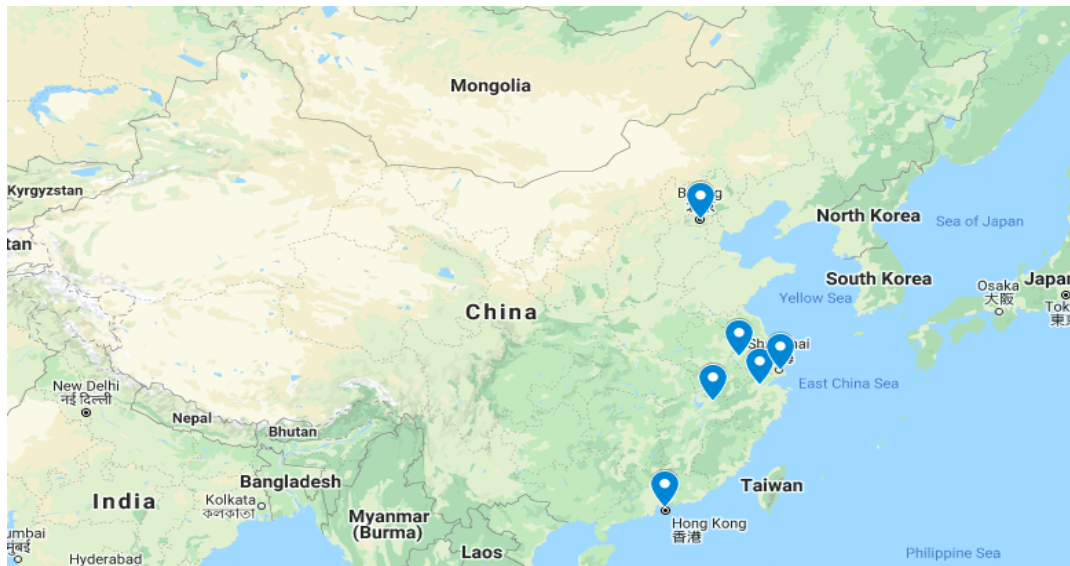 Mongolia
Kyrgyzstan
North Korea
Sea of Japan
tan
South Korea
Japan
Osaka
大阪
Yellow Sea
China
East China Sea
New Delhi
नई दिल्ली
Nepal
Bhutan
Bangladesh
Taiwan
India
Kolkata
কলকাতা
Myanmar
(Burma)
Hong Kong
香港
umbai
Laos
Hyderabad
Philippine Sea